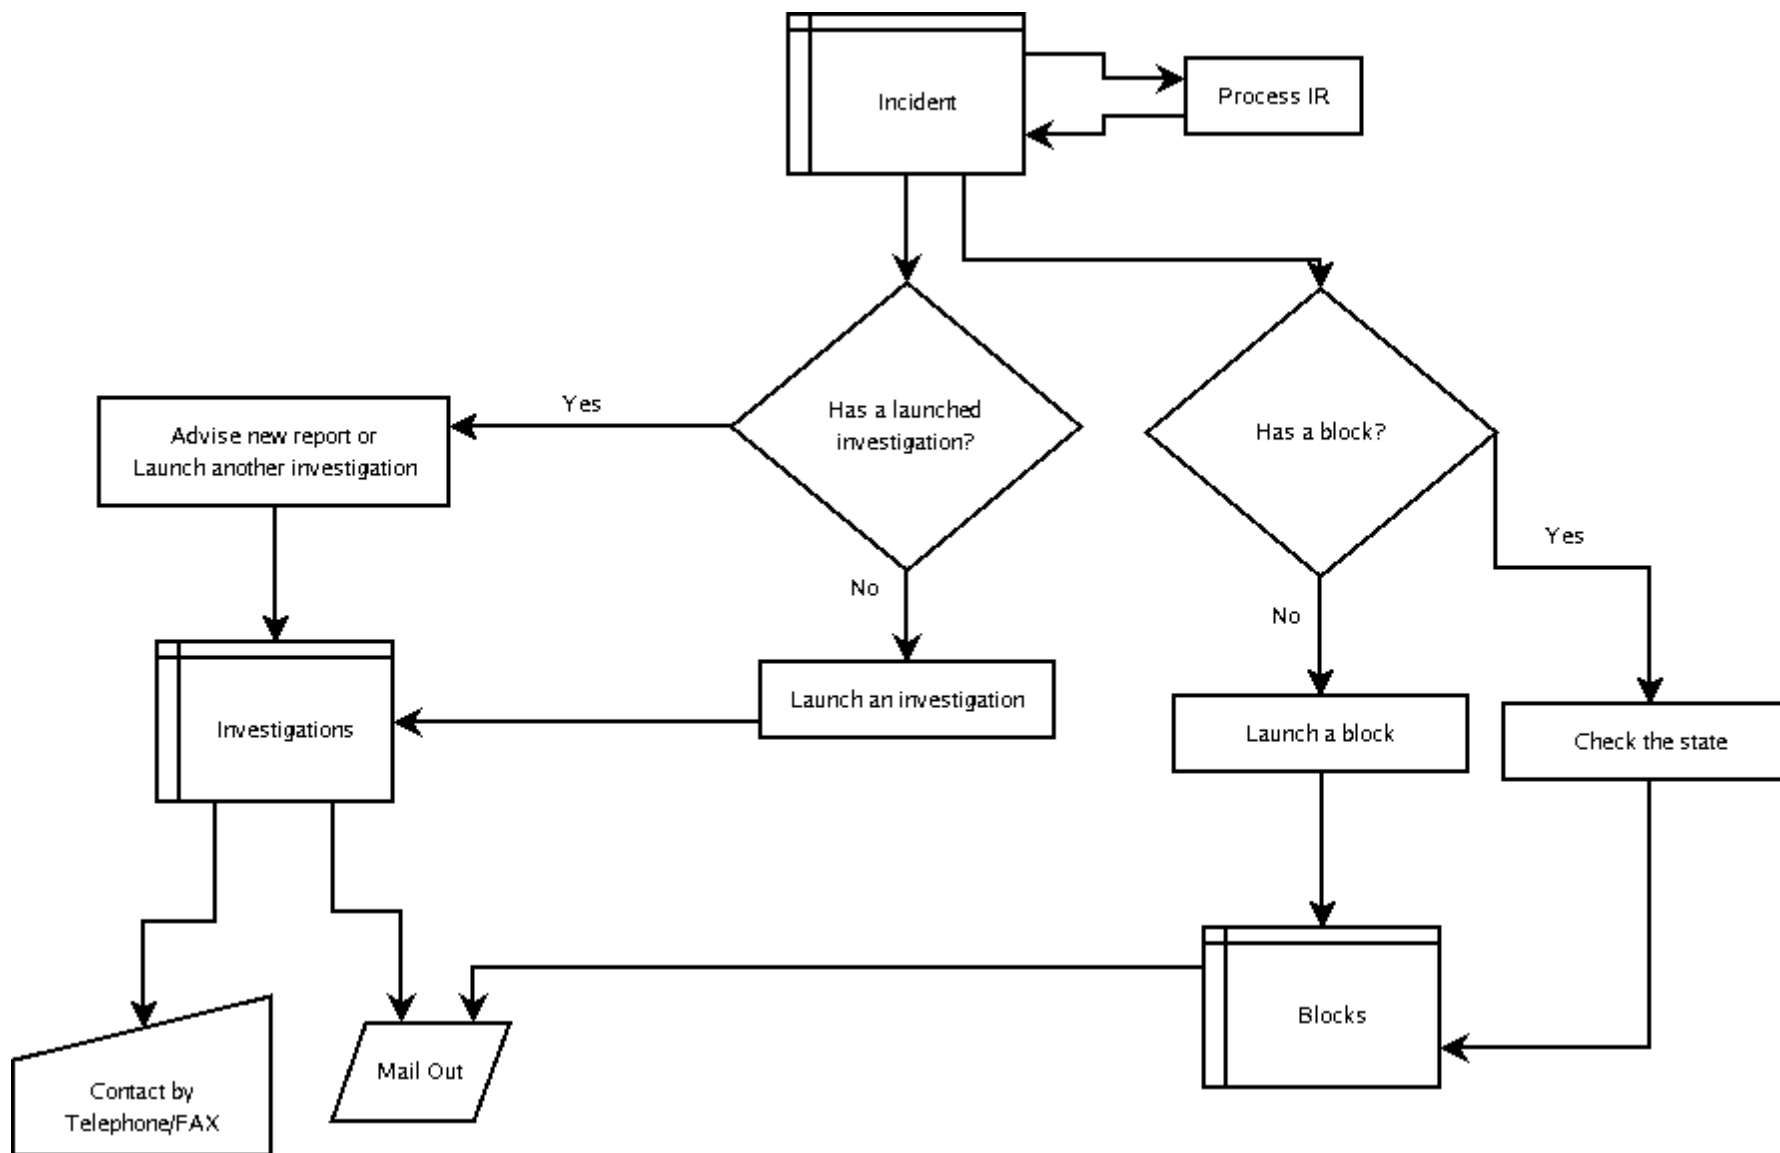 Incident
Process IR
Yes
Has a launched
investigation?
Has a block?
Advise new report or
Launch another investigation
Yes
No
No
Launch an investigation
Investigations
Launch a block
Check the state
Blocks
Mail Out
Contact by
Telephone/FAX